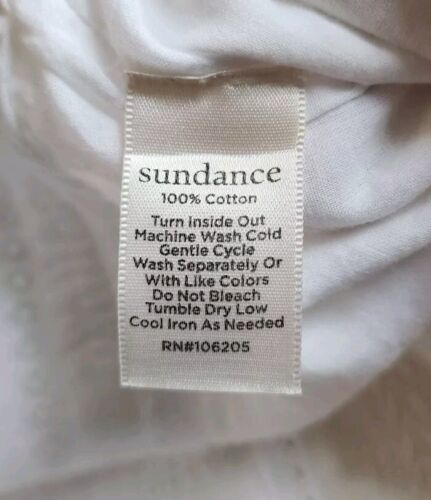 sundance
100% Cotton
Turn Inside Out
Machine Wash Cold
Gentle Cycle
Wash Separately Or
With Like Colors
Do Not Bleach
Tumble Dry Low
Cool Iron As Needed
RN#106205